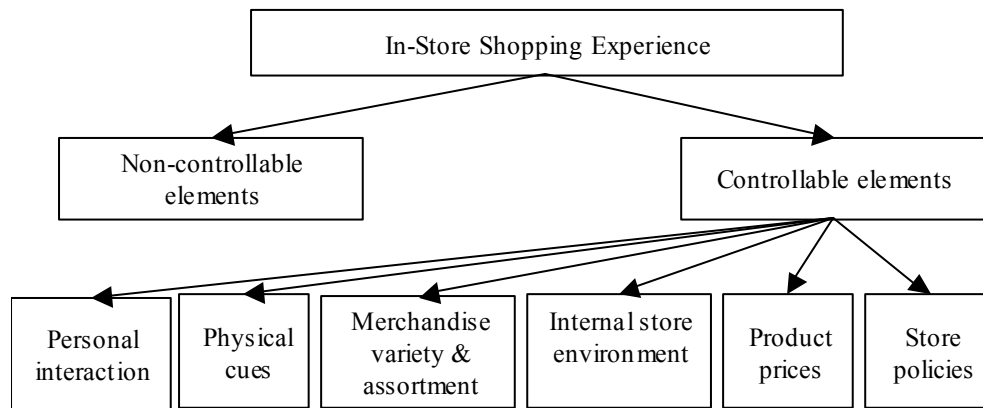 In-Store Shopping Experience
Non-controllable
elements
Controllable elements
Personal
interaction
Physical
cues
Merchandise
variety &
assortment
Internal store
environment
Product
prices
Store
policies